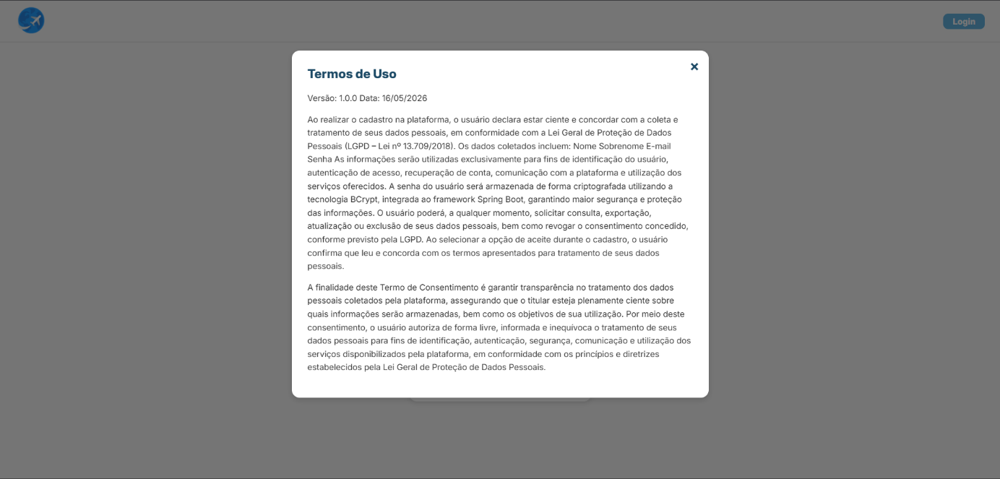 Login
Termos de Uso
×
Versão: 1.0.0 Data: 16/05/2026
Ao realizar o cadastro na plataforma, o usuário declara estar ciente e concordar com a coleta e
tratamento de seus dados pessoais, em conformidade com a Lei Geral de Proteção de Dados
Pessoais (LGPD – Lei nº 13.709/2018). Os dados coletados incluem: Nome Sobrenome E-mail
Senha As informações serão utilizadas exclusivamente para fins de identificação do usuário,
autenticação de acesso, recuperação de conta, comunicação com a plataforma e utilização dos
serviços oferecidos. A senha do usuário será armazenada de forma criptografada utilizando a
tecnologia BCrypt, integrada ao framework Spring Boot, garantindo maior segurança e proteção
das informações. O usuário poderá, a qualquer momento, solicitar consulta, exportação,
atualização ou exclusão de seus dados pessoais, bem como revogar o consentimento concedido,
conforme previsto pela LGPD. Ao selecionar a opção de aceite durante o cadastro, o usuário
confirma que leu e concorda com os termos apresentados para tratamento de seus dados
pessoais.
A finalidade deste Termo de Consentimento é garantir transparência no tratamento dos dados
pessoais coletados pela plataforma, assegurando que o titular esteja plenamente ciente sobre
quais informações serão armazenadas, bem como os objetivos de sua utilização. Por meio deste
consentimento, o usuário autoriza de forma livre, informada e inequívoca o tratamento de seus
dados pessoais para fins de identificação, autenticação, segurança, comunicação e utilização dos
serviços disponibilizados pela plataforma, em conformidade com os princípios e diretrizes
estabelecidos pela Lei Geral de Proteção de Dados Pessoais.